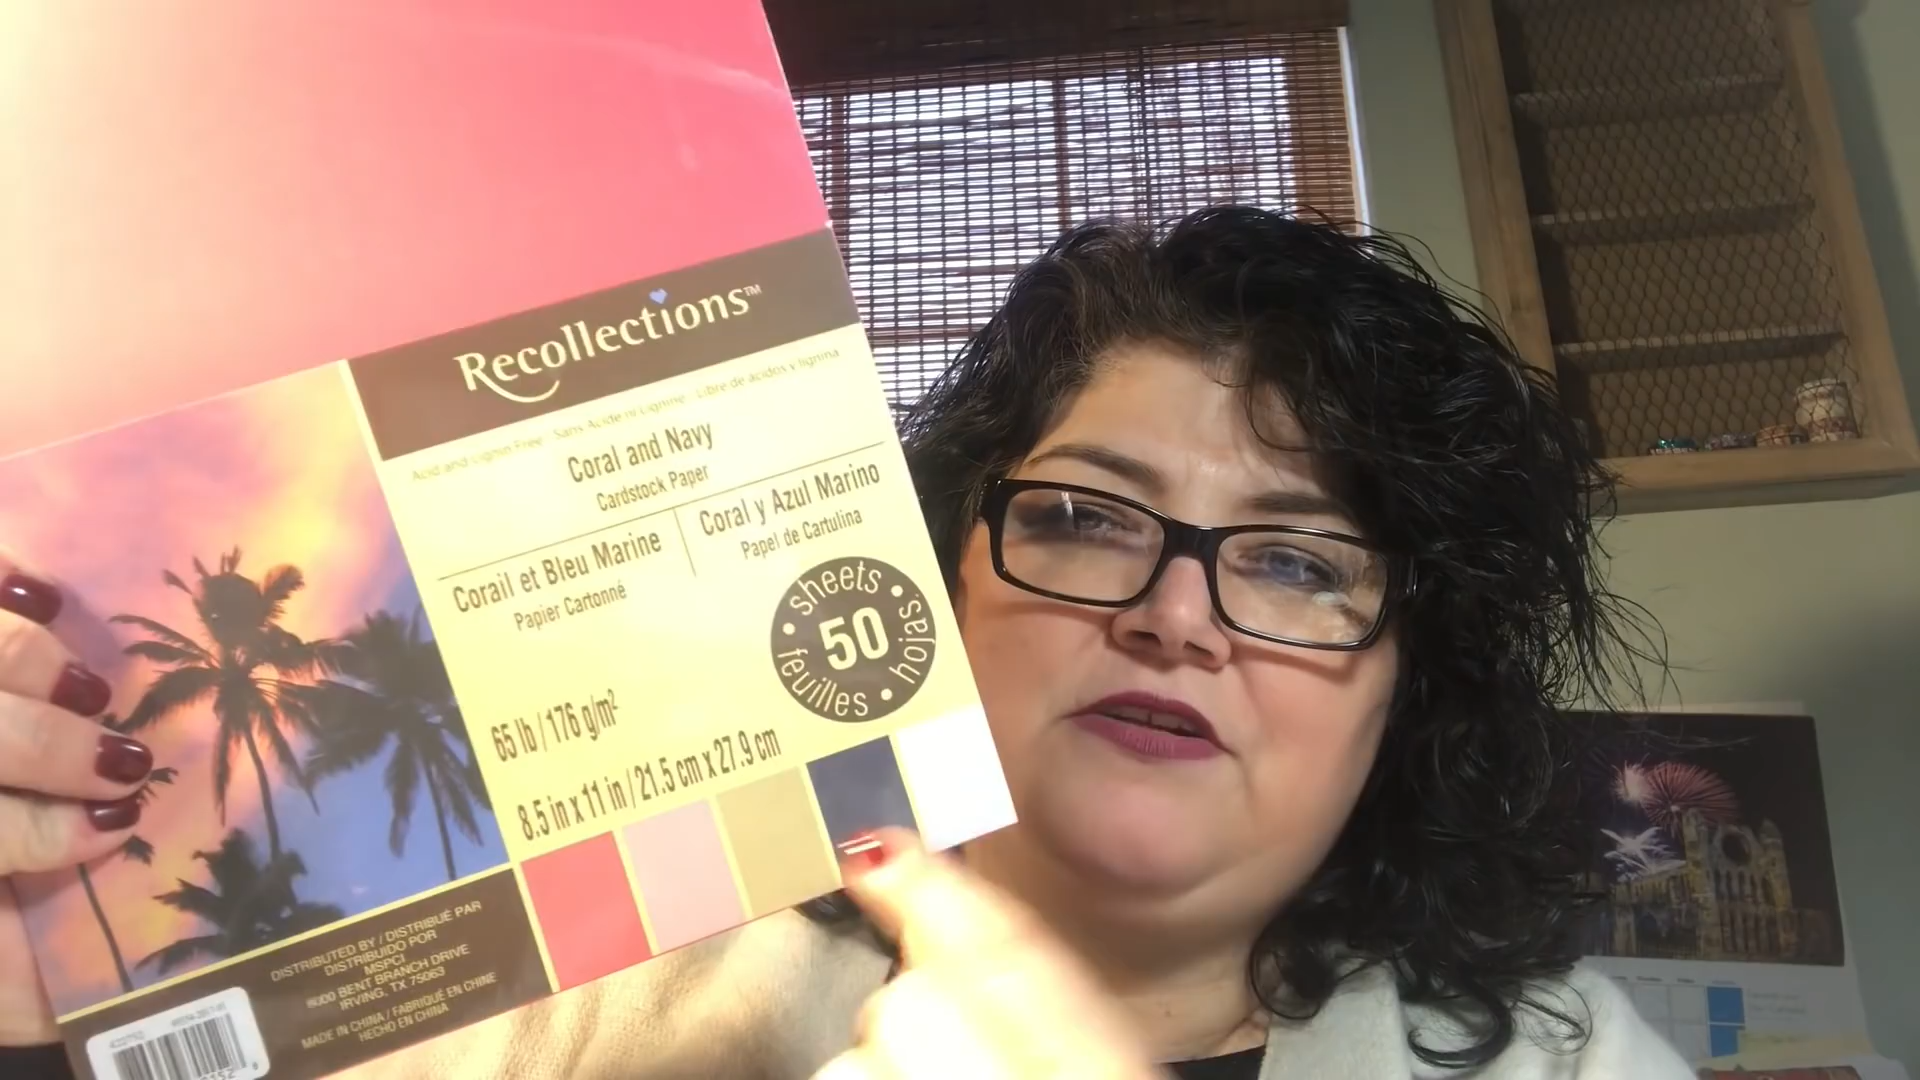 Recollections™
Acid and Lignin Free Sans Acide ni Lignine Libre de acidos y lignina
Coral and Navy
Cardstock Paper
Corail et Bleu Marine
Papier Cartonné
Coral y Azul Marino
Papel de Cartulina
sheets
50
hojas
feuilles
65 lb / 176 g/m²
8.5 in x 11 in / 21.5 cm x 27.9 cm
DISTRIBUTED BY / DISTRIBUÉ PAR
DISTRIBUIDO POR
MSPCI
8000 BENT BRANCH DRIVE
IRVING, TX 75063
MADE IN CHINA / FABRIQUÉ EN CHINE
HECHO EN CHINA